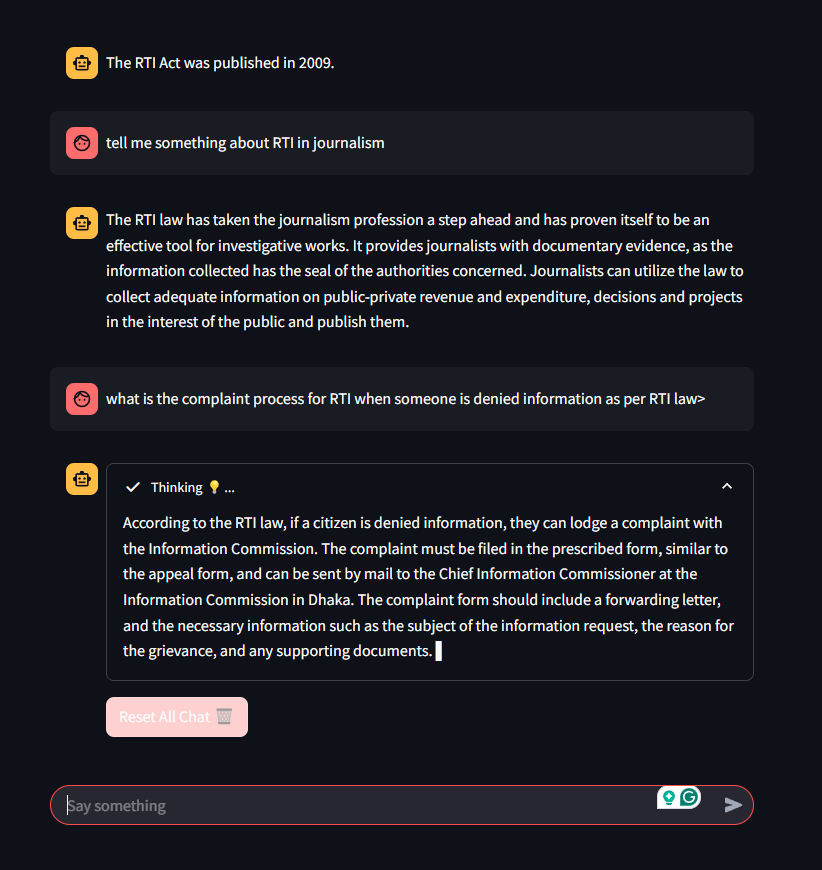 The RTI Act was published in 2009.
tell me something about RTI in journalism
The RTI law has taken the journalism profession a step ahead and has proven itself to be an
effective tool for investigative works. It provides journalists with documentary evidence, as the
information collected has the seal of the authorities concerned. Journalists can utilize the law to
collect adequate information on public-private revenue and expenditure, decisions and projects
in the interest of the public and publish them.
what is the complaint process for RTI when someone is denied information as per RTI law>
Thinking 💡 ...
According to the RTI law, if a citizen is denied information, they can lodge a complaint with
the Information Commission. The complaint must be filed in the prescribed form, similar to
the appeal form, and can be sent by mail to the Chief Information Commissioner at the
Information Commission in Dhaka. The complaint form should include a forwarding letter,
and the necessary information such as the subject of the information request, the reason for
the grievance, and any supporting documents.
Reset All Chat 🗑️
Say something